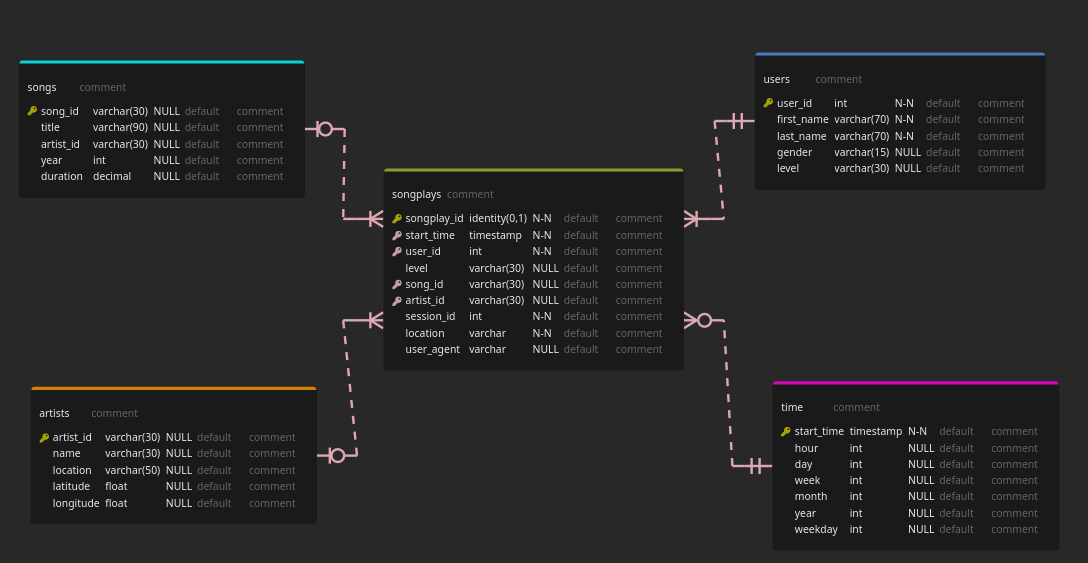 songs comment
song_id varchar(30) NULL default comment
title varchar(90) NULL default comment
artist_id varchar(30) NULL default comment
year int NULL default comment
duration decimal NULL default comment
users comment
user_id int N-N default comment
first_name varchar(70) N-N default comment
last_name varchar(70) N-N default comment
gender varchar(15) NULL default comment
level varchar(30) NULL default comment
songplays comment
songplay_id identity(0,1) N-N default comment
start_time timestamp N-N default comment
user_id int N-N default comment
level varchar(30) NULL default comment
song_id varchar(30) NULL default comment
artist_id varchar(30) NULL default comment
session_id int N-N default comment
location varchar N-N default comment
user_agent varchar NULL default comment
artists comment
artist_id varchar(30) NULL default comment
name varchar(30) NULL default comment
location varchar(50) NULL default comment
latitude float NULL default comment
longitude float NULL default comment
time comment
start_time timestamp N-N default comment
hour int NULL default comment
day int NULL default comment
week int NULL default comment
month int NULL default comment
year int NULL default comment
weekday int NULL default comment